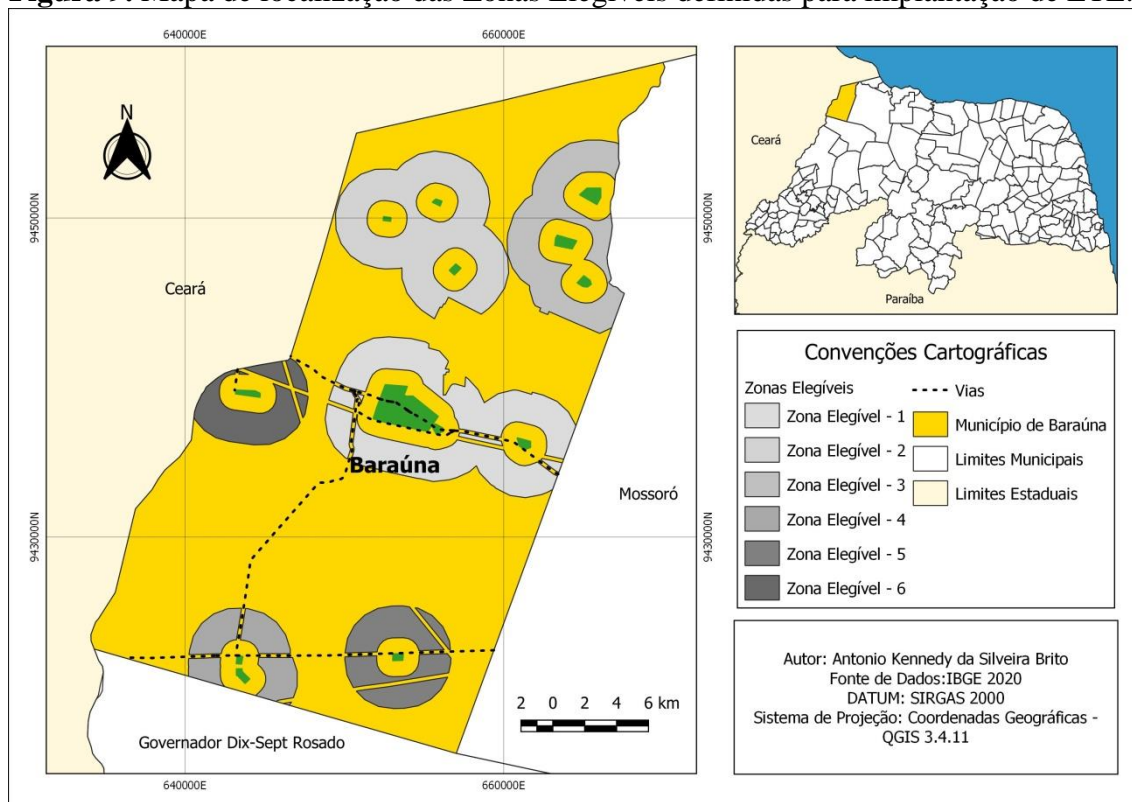 Figura 9. Mapa de localização das Zonas Elegíveis definidas para implantação de ETE.
640000E
660000E
N
9450000N
9450000N
Ceará
Baraúna
Mossoró
9430000N
9430000N
Governador Dix-Sept Rosado
2 0 2 4 6 km
640000E
660000E
Ceará
Paraíba
Convenções Cartográficas
Zonas Elegíveis
Zona Elegível - 1
Zona Elegível - 2
Zona Elegível - 3
Zona Elegível - 4
Zona Elegível - 5
Zona Elegível - 6
Vias
Município de Baraúna
Limites Municipais
Limites Estaduais
Autor: Antonio Kennedy da Silveira Brito
Fonte de Dados:IBGE 2020
DATUM: SIRGAS 2000
Sistema de Projeção: Coordenadas Geográficas -
QGIS 3.4.11